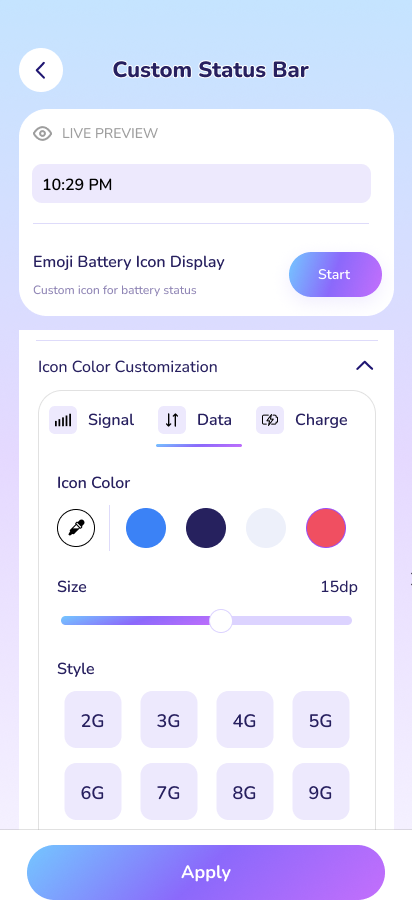 Custom Status Bar
LIVE PREVIEW
10:29 PM
Emoji Battery Icon Display
Custom icon for battery status
Start
Icon Color Customization
Signal Data Charge
Icon Color
Size 15dp
Style
2G 3G 4G 5G
6G 7G 8G 9G
Apply